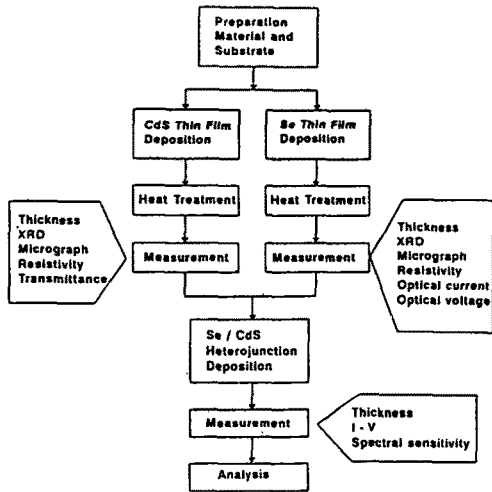 Preparation
Material and
Substrate
CdS Thin Film
Deposition
Se Thin Film
Deposition
Heat Treatment
Heat Treatment
Thickness
XRD
Micrograph
Resistivity
Transmittance
Measurement
Measurement
Thickness
XRD
Micrograph
Resistivity
Optical current
Optical voltage
Se / CdS
Heterojunction
Deposition
Measurement
Thickness
I - V
Spectral sensitivity
Analysis